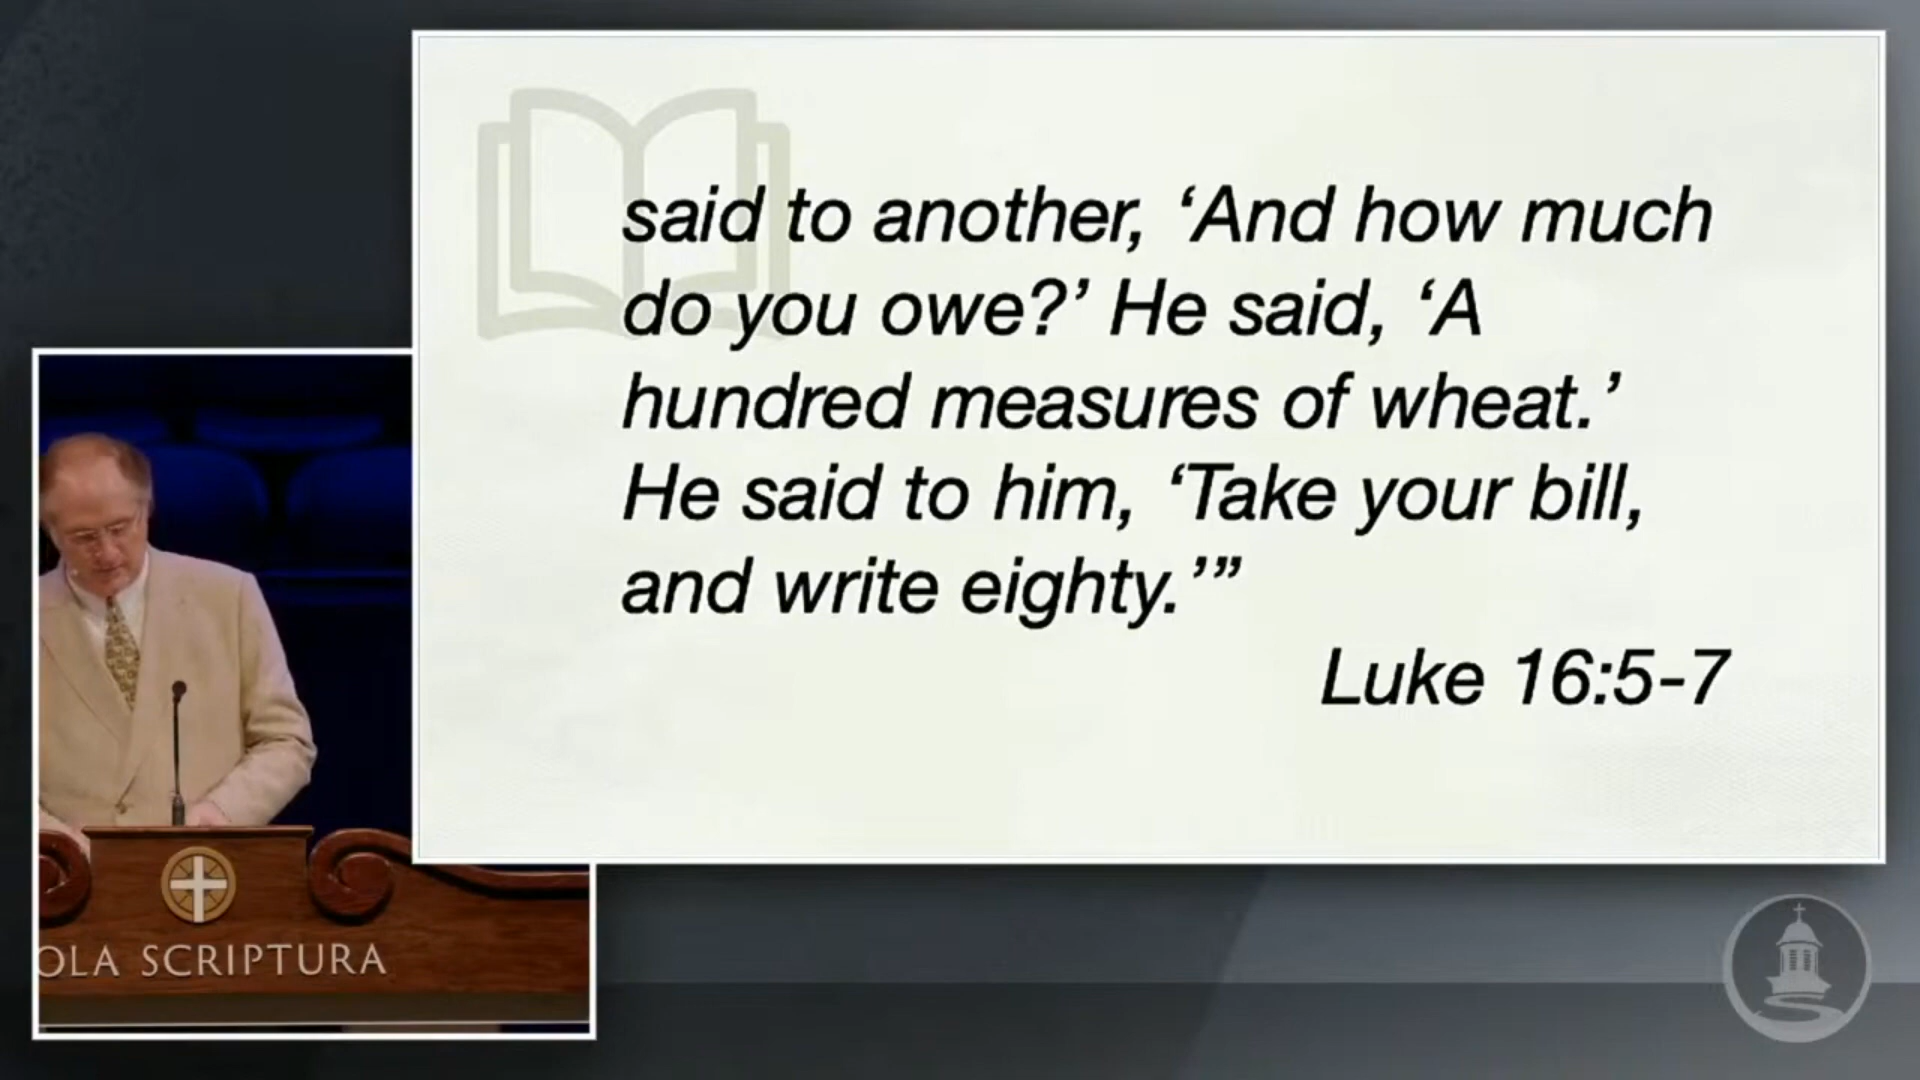 said to another, ‘And how much
do you owe?’ He said, ‘A
hundred measures of wheat.’
He said to him, ‘Take your bill,
and write eighty.’”
Luke 16:5-7
OLA SCRIPTURA